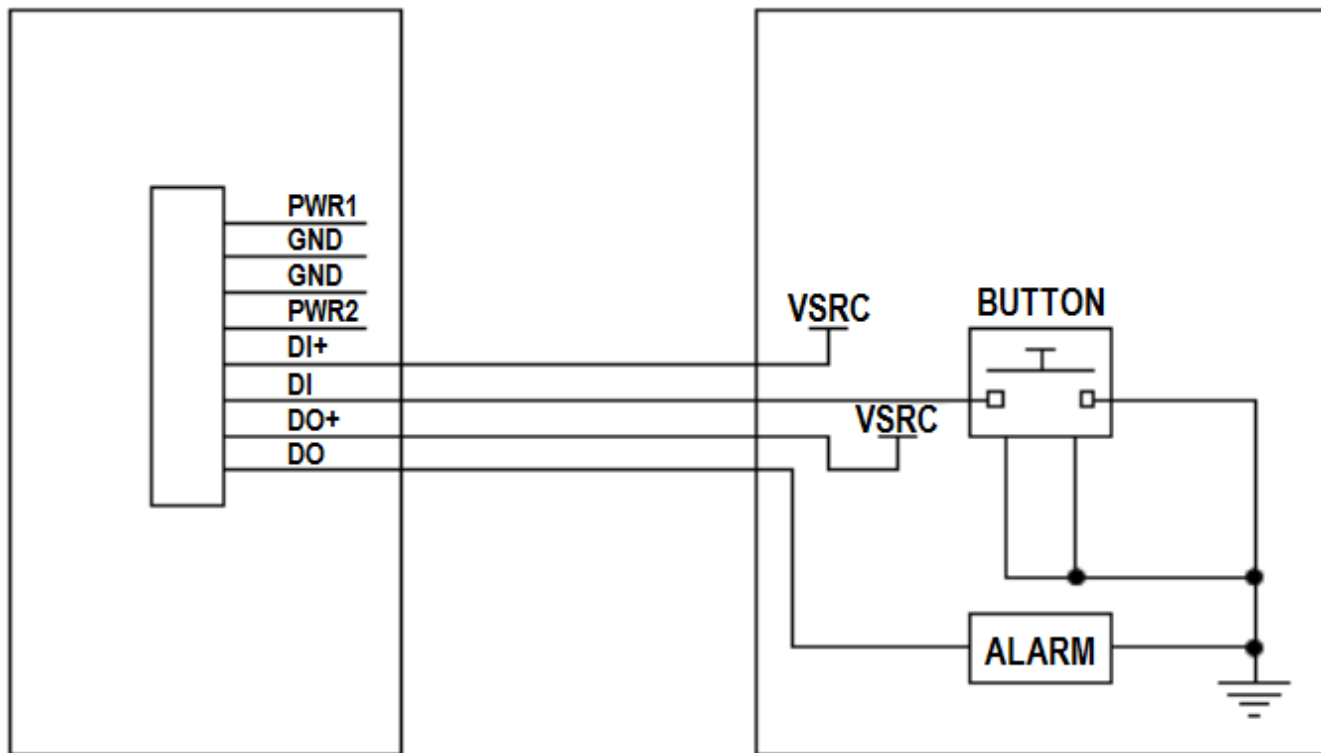 PWR1
GND
GND
PWR2
DI+
DI
DO+
DO
VSRC
BUTTON
VSRC
ALARM